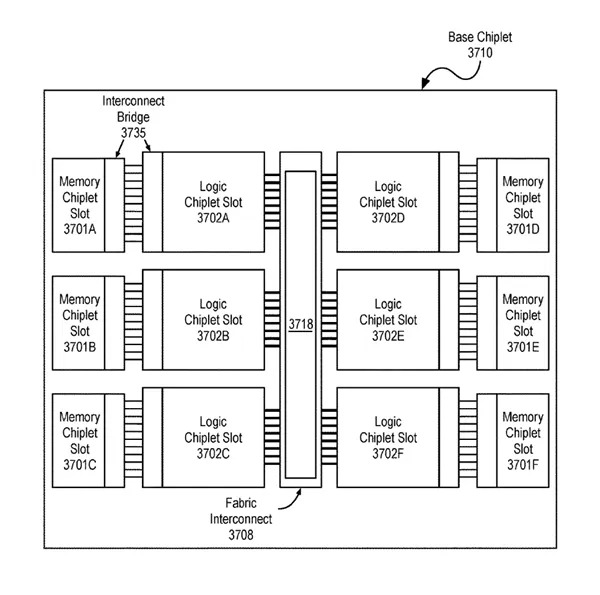 Base Chiplet
3710
Interconnect
Bridge
3735
Memory
Chiplet
Slot
3701A
Logic
Chiplet Slot
3702A
Logic
Chiplet Slot
3702D
Memory
Chiplet
Slot
3701D
Memory
Chiplet
Slot
3701B
Logic
Chiplet Slot
3702B
3718
Logic
Chiplet Slot
3702E
Memory
Chiplet
Slot
3701E
Memory
Chiplet
Slot
3701C
Logic
Chiplet Slot
3702C
Logic
Chiplet Slot
3702F
Memory
Chiplet
Slot
3701F
Fabric
Interconnect
3708